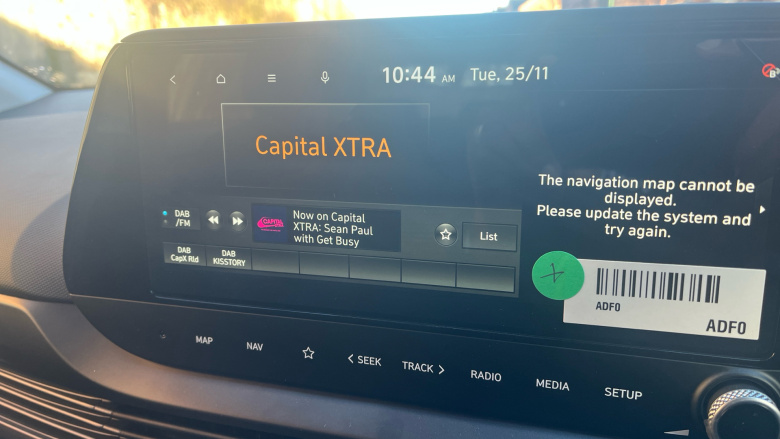 10:44 AM Tue, 25/11
Capital XTRA
The navigation map cannot be
displayed.
Please update the system and
try again.
DAB
/FM
CAPITAL
Now on Capital
XTRA: Sean Paul
with Get Busy
List
DAB
CapX Rld
DAB
KISSTORY
ADF0
ADF0
MAP
NAV
SEEK
TRACK
RADIO
MEDIA
SETUP